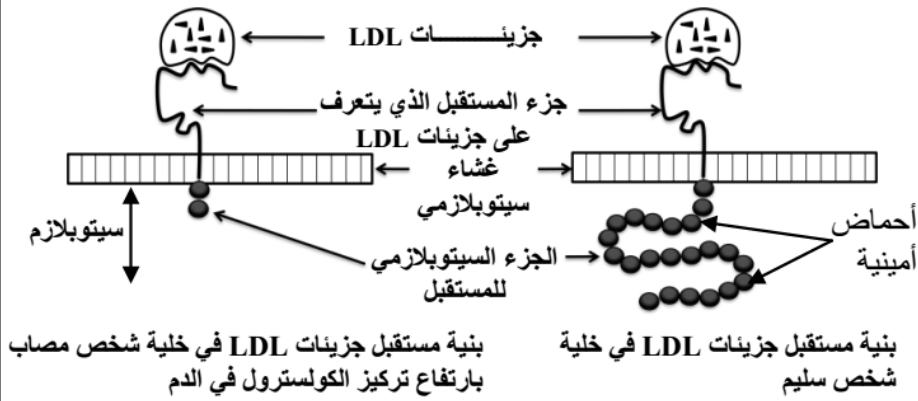 جزيئـــــــات LDL
جزء المستقبل الذي يتعرف
على جزيئات LDL
غشاء
سيتوبلازمي
سيتوبلازم
أحماض
أمينية
الجزء السيتوبلازمي
للمستقبل
بنية مستقبل جزيئات LDL في خلية
شخص سليم
بنية مستقبل جزيئات LDL في خلية شخص مصاب
بارتفاع تركيز الكولسترول في الدم